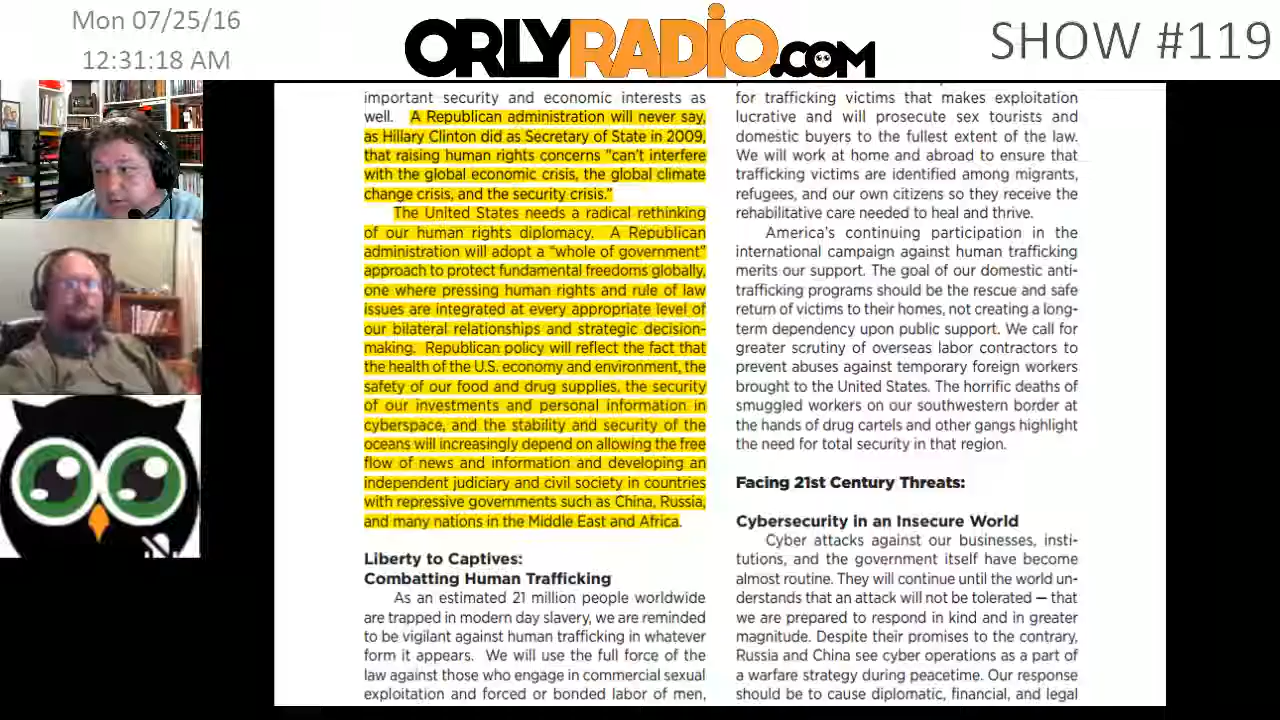 Mon 07/25/16
12:31:18 AM
ORLYRADiO.COM
SHOW #119
important security and economic interests as
well. A Republican administration will never say,
as Hillary Clinton did as Secretary of State in 2009,
that raising human rights concerns "can't interfere
with the global economic crisis, the global climate
change crisis, and the security crisis."
The United States needs a radical rethinking
of our human rights diplomacy. A Republican
administration will adopt a "whole of government"
approach to protect fundamental freedoms globally,
one where pressing human rights and rule of law
issues are integrated at every appropriate level of
our bilateral relationships and strategic decision-
making. Republican policy will reflect the fact that
the health of the U.S. economy and environment, the
safety of our food and drug supplies, the security
of our investments and personal information in
cyberspace, and the stability and security of the
oceans will increasingly depend on allowing the free
flow of news and information and developing an
independent judiciary and civil society in countries
with repressive governments such as China, Russia,
and many nations in the Middle East and Africa.
Liberty to Captives:
Combatting Human Trafficking
As an estimated 21 million people worldwide
are trapped in modern day slavery, we are reminded
to be vigilant against human trafficking in whatever
form it appears. We will use the full force of the
law against those who engage in commercial sexual
exploitation and forced or bonded labor of men,
for trafficking victims that makes exploitation
lucrative and will prosecute sex tourists and
domestic buyers to the fullest extent of the law.
We will work at home and abroad to ensure that
trafficking victims are identified among migrants,
refugees, and our own citizens so they receive the
rehabilitative care needed to heal and thrive.
America's continuing participation in the
international campaign against human trafficking
merits our support. The goal of our domestic anti-
trafficking programs should be the rescue and safe
return of victims to their homes, not creating a long-
term dependency upon public support. We call for
greater scrutiny of overseas labor contractors to
prevent abuses against temporary foreign workers
brought to the United States. The horrific deaths of
smuggled workers on our southwestern border at
the hands of drug cartels and other gangs highlight
the need for total security in that region.
Facing 21st Century Threats:
Cybersecurity in an Insecure World
Cyber attacks against our businesses, insti-
tutions, and the government itself have become
almost routine. They will continue until the world un-
derstands that an attack will not be tolerated — that
we are prepared to respond in kind and in greater
magnitude. Despite their promises to the contrary,
Russia and China see cyber operations as a part of
a warfare strategy during peacetime. Our response
should be to cause diplomatic, financial, and legal